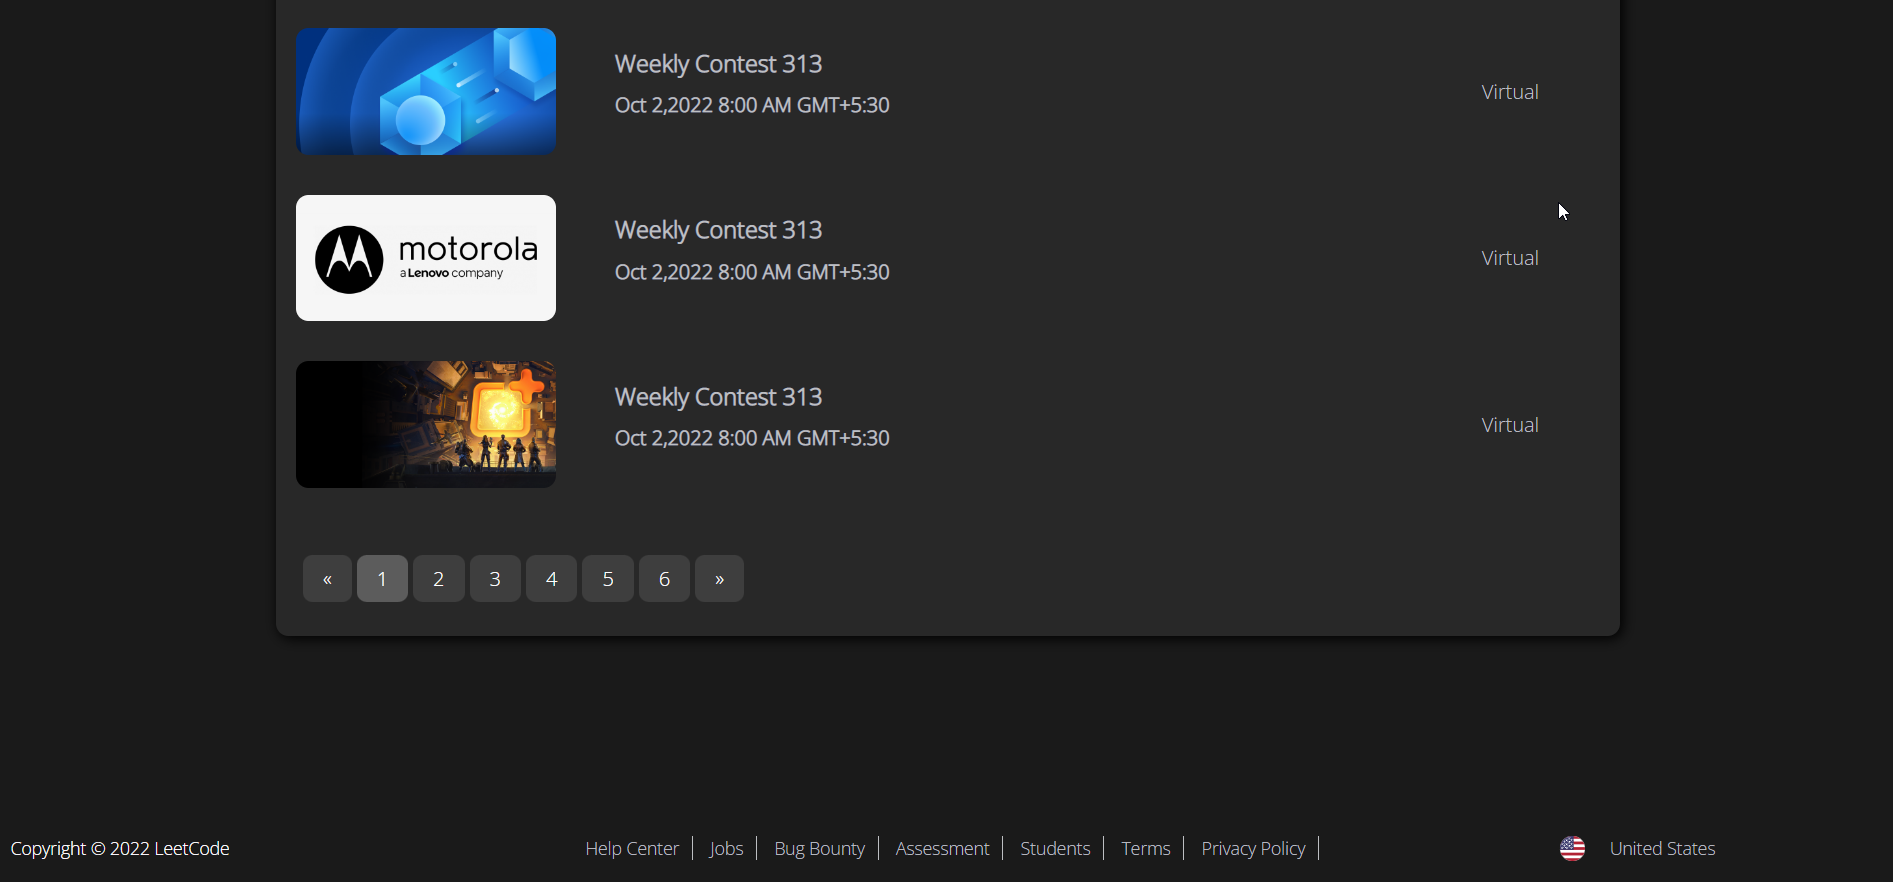 Weekly Contest 313
Oct 2,2022 8:00 AM GMT+5:30
Virtual
motorola
a Lenovo company
Weekly Contest 313
Oct 2,2022 8:00 AM GMT+5:30
Virtual
Weekly Contest 313
Oct 2,2022 8:00 AM GMT+5:30
Virtual
« 1 2 3 4 5 6 »
Copyright © 2022 LeetCode Help Center | Jobs | Bug Bounty | Assessment | Students | Terms | Privacy Policy | United States